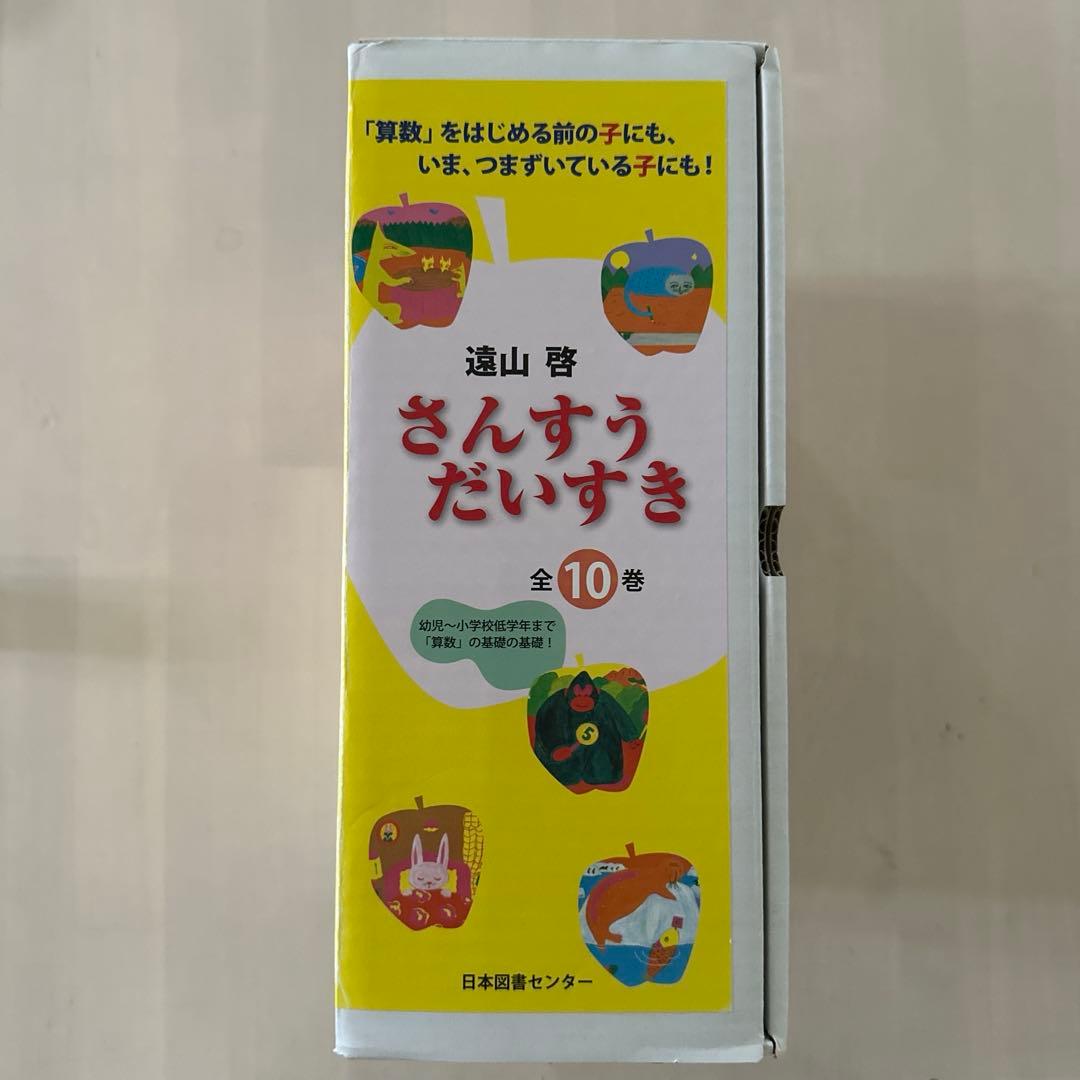 「算数」をはじめる前の子にも、
いま、つまずいている子にも！
遠山 啓
さんすう
だいすき
全10巻
幼児〜小学校低学年まで
「算数」の基礎の基礎！
5
日本図書センター